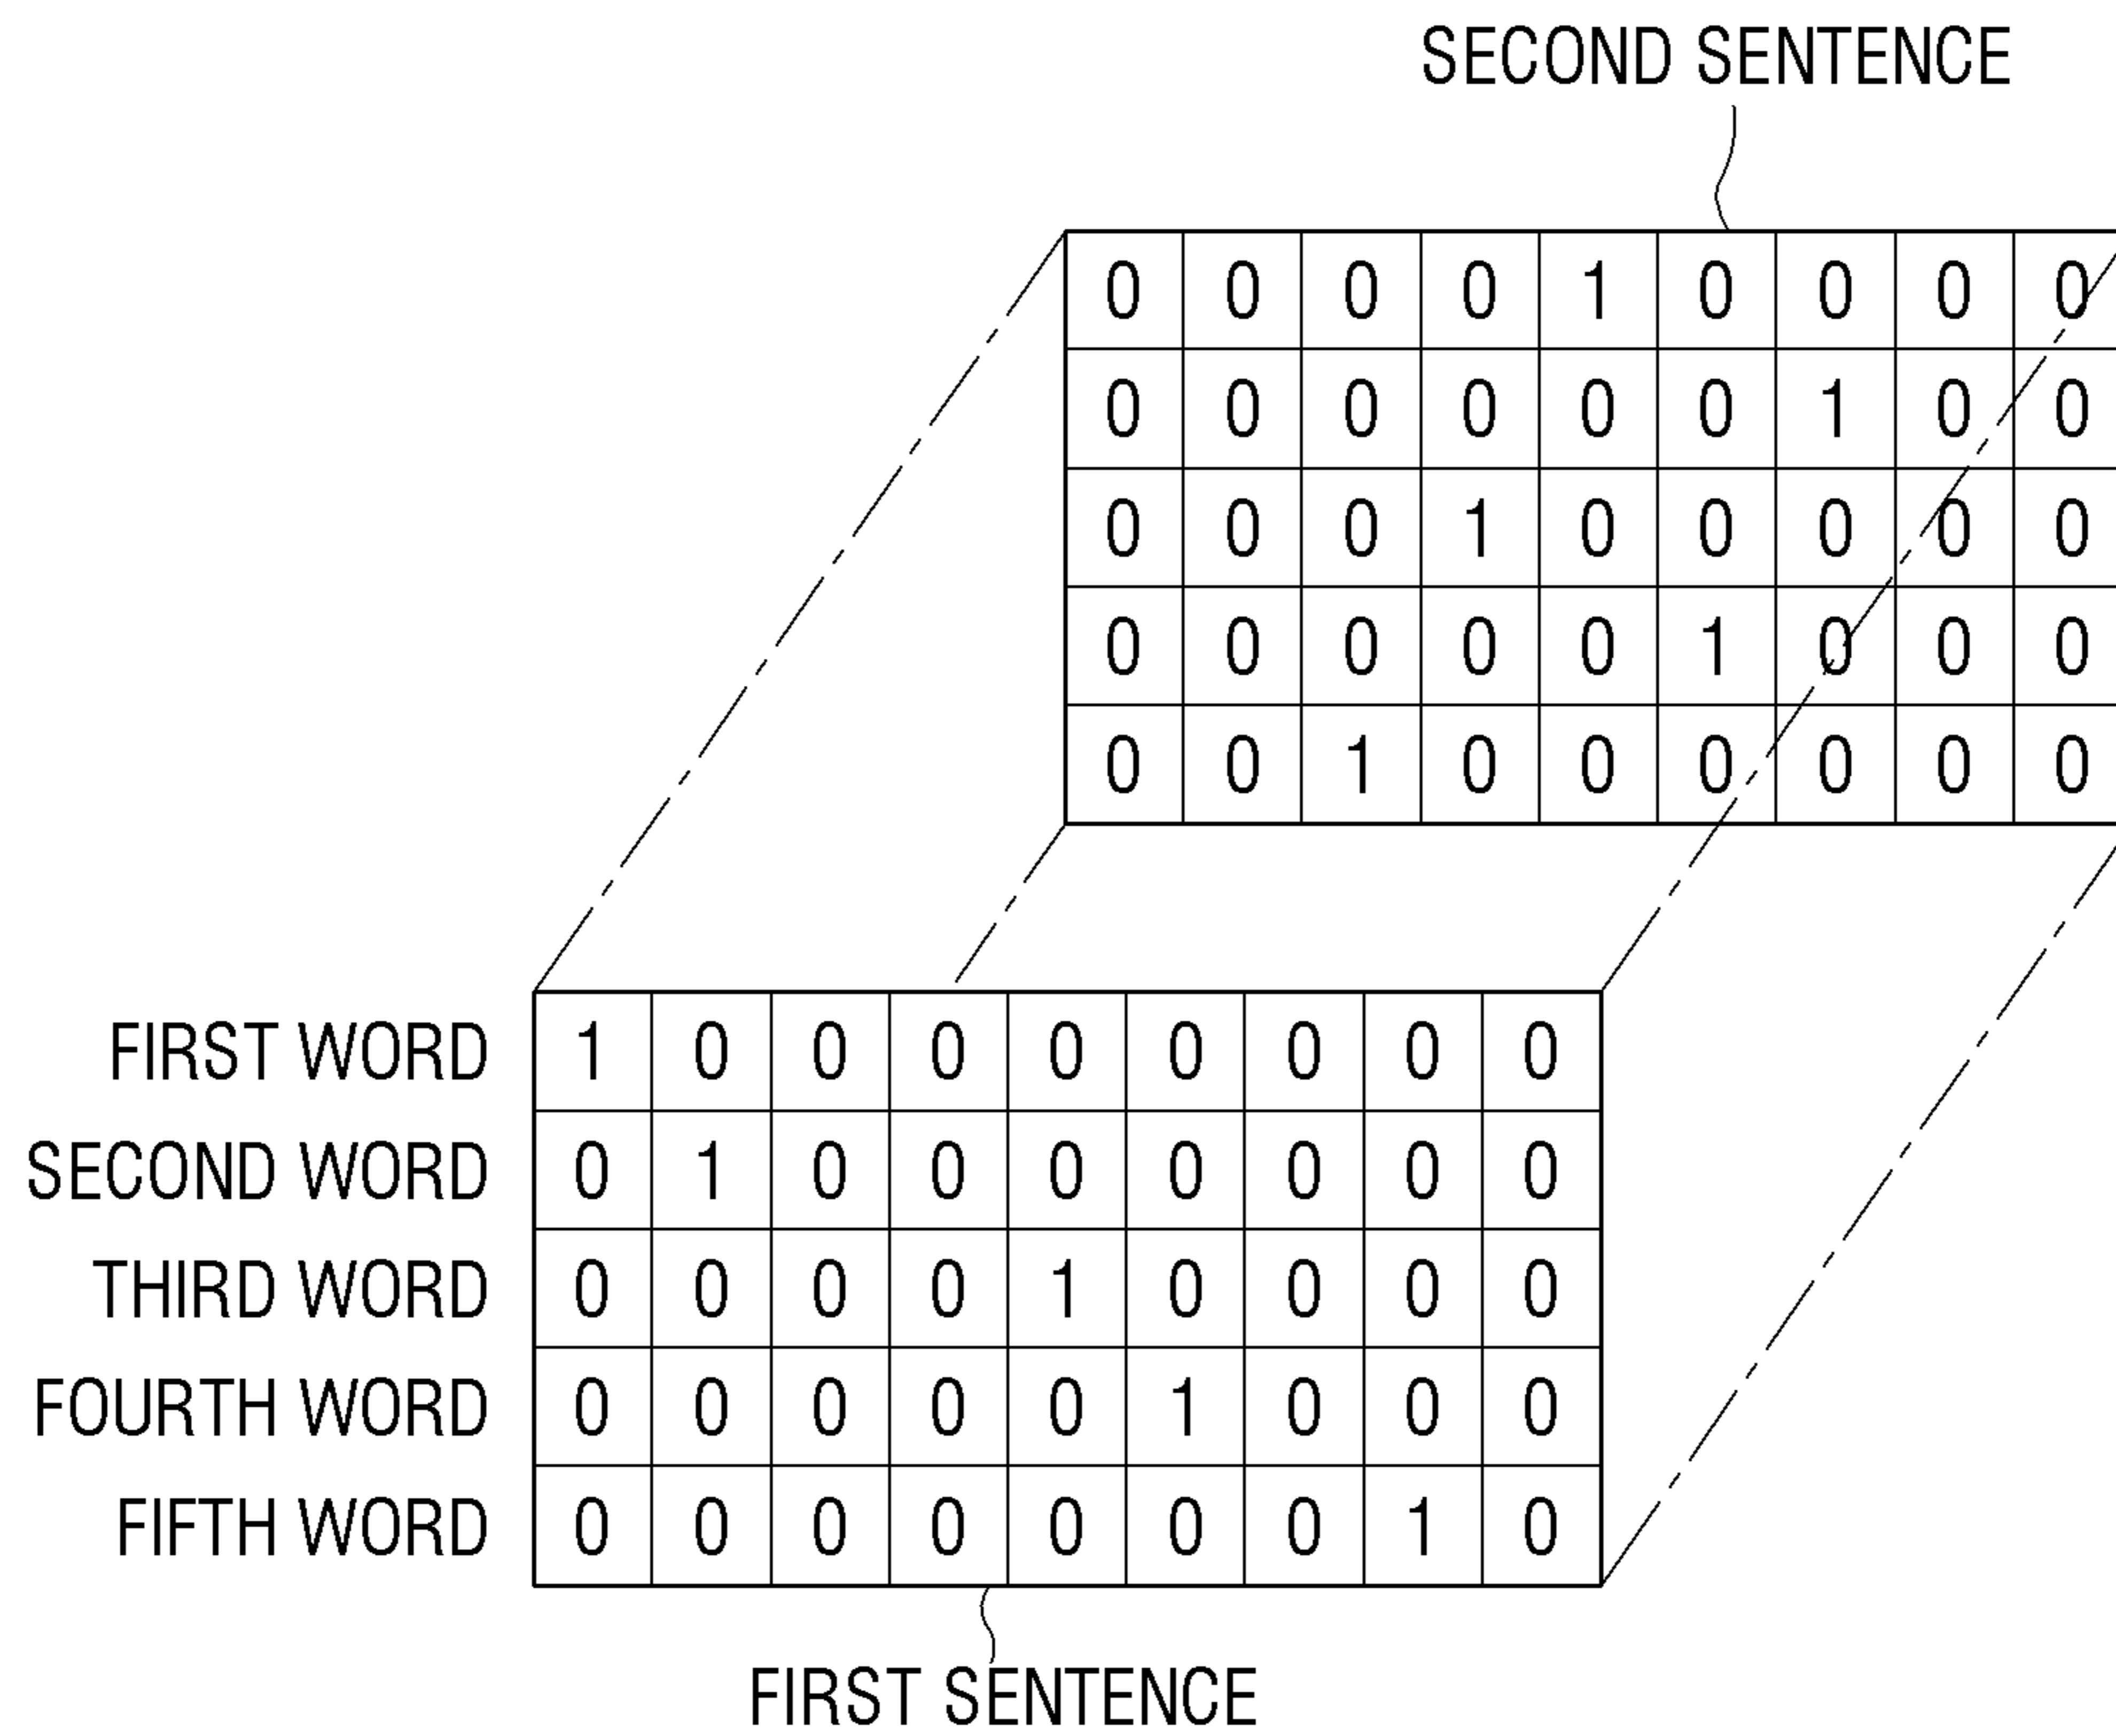 SECOND SENTENCE
0 0 0 0 1 0 0 0 0
0 0 0 0 0 0 1 0 0
0 0 0 1 0 0 0 0 0
0 0 0 0 0 1 0 0 0
0 0 1 0 0 0 0 0 0
FIRST WORD 1 0 0 0 0 0 0 0 0
SECOND WORD 0 1 0 0 0 0 0 0 0
THIRD WORD 0 0 0 0 1 0 0 0 0
FOURTH WORD 0 0 0 0 0 1 0 0 0
FIFTH WORD 0 0 0 0 0 0 0 1 0
FIRST SENTENCE